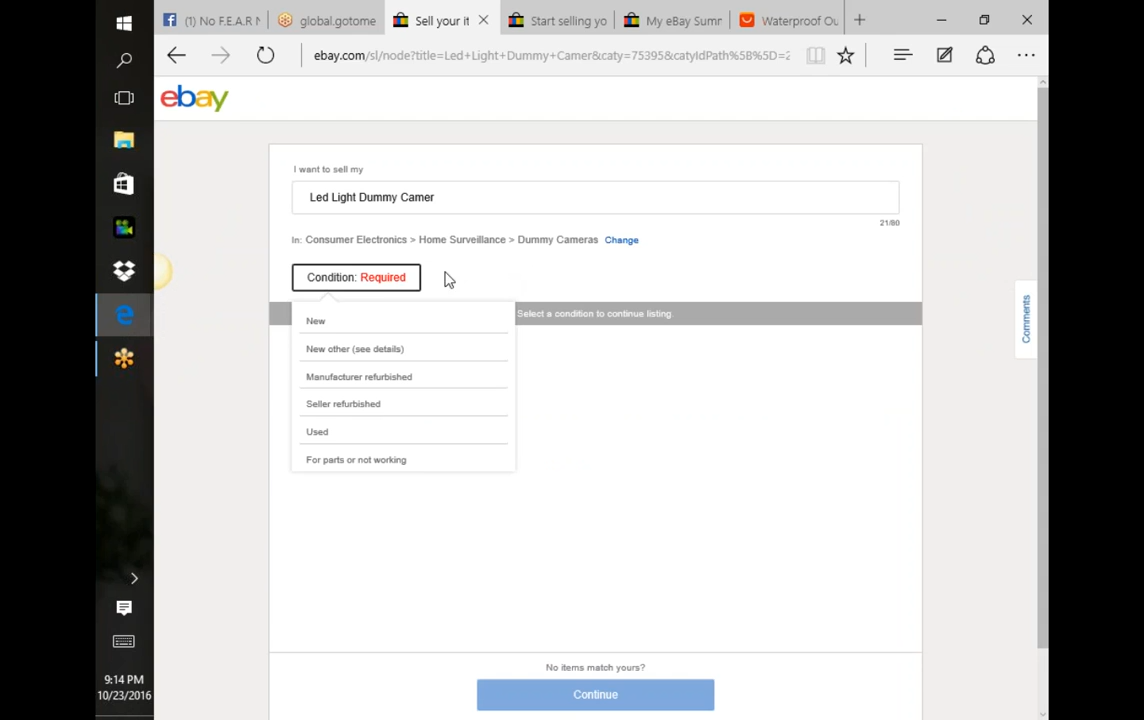 (1) No F.E.A.R
global.gotome
Sell your it
Start selling yo
My eBay Sum
Waterproof Ou
ebay.com/sl/node?title=Led+Light+Dummy+Camer&caty=75395&catyIdPath%5B%5D=2
ebay
I want to sell my
Led Light Dummy Camer
21/80
In: Consumer Electronics > Home Surveillance > Dummy Cameras Change
Condition: Required
Select a condition to continue listing.
New
New other (see details)
Manufacturer refurbished
Seller refurbished
Used
For parts or not working
Comments
No items match yours?
Continue
9:14 PM
10/23/2016